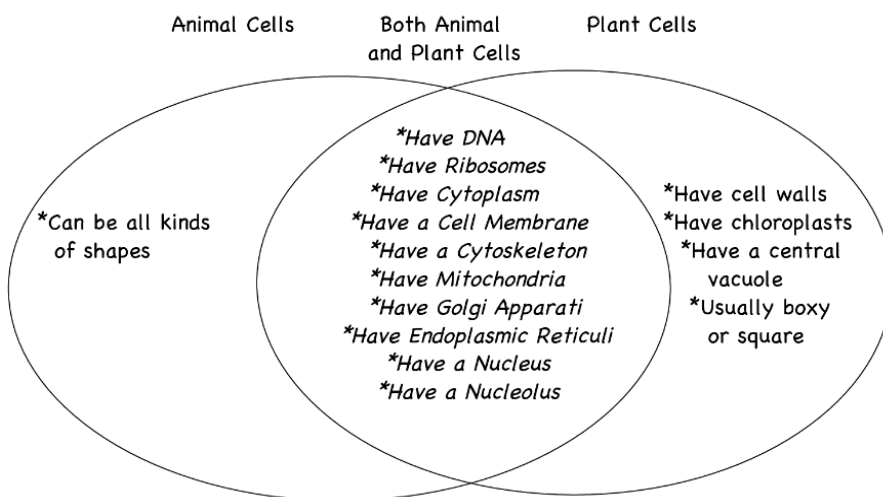 Animal Cells
Both Animal
and Plant Cells
Plant Cells
*Can be all kinds
of shapes
*Have DNA
*Have Ribosomes
*Have Cytoplasm
*Have a Cell Membrane
*Have a Cytoskeleton
*Have Mitochondria
*Have Golgi Apparati
*Have Endoplasmic Reticuli
*Have a Nucleus
*Have a Nucleolus
*Have cell walls
*Have chloroplasts
*Have a central
vacuole
*Usually boxy
or square